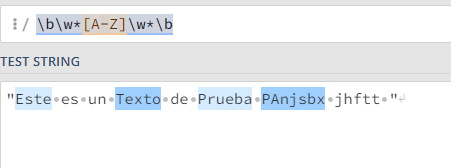 / \b\w*[A-Z]\w*\b
TEST STRING
"Este es un Texto de Prueba PAnjsbx jhftt "